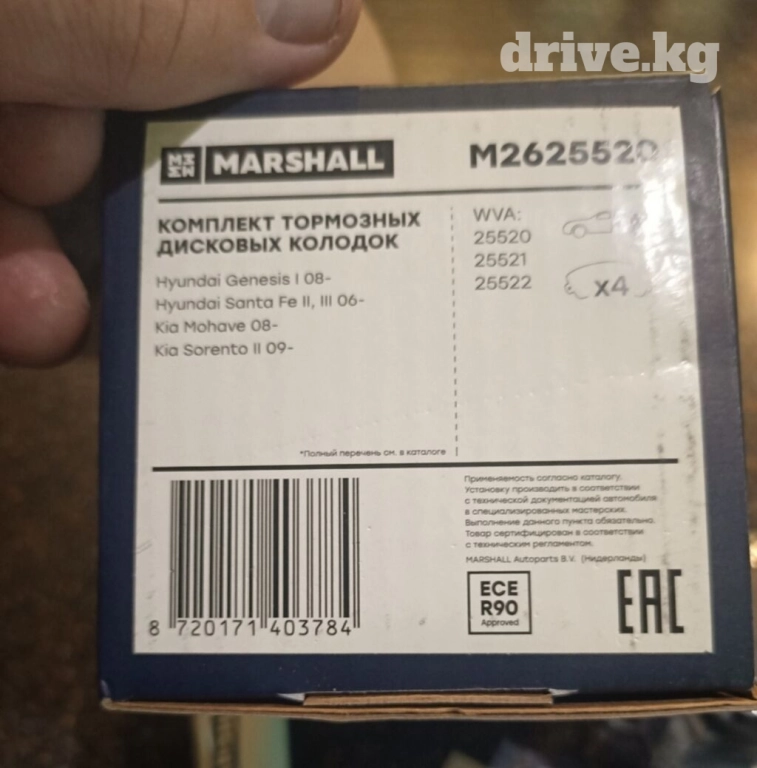 drive.kg
MARSHALL
M2625520
КОМПЛЕКТ ТОРМОЗНЫХ
ДИСКОВЫХ КОЛОДОК
Hyundai Genesis I 08-
Hyundai Santa Fe II, III 06-
Kia Mohave 08-
Kia Sorento II 09-
*Полный перечень см. в каталоге
WVA:
25520
25521
25522
x4
Применяемость согласно каталогу.
Установку производить в соответствии
с технической документацией автомобиля
в специализированных мастерских.
Выполнение данного пункта обязательно.
Товар сертифицирован в соответствии
с техническим регламентом.
MARSHALL Autoparts B.V. (Нидерланды)
8 720171 403784
ECE
R90
Approved
EAC